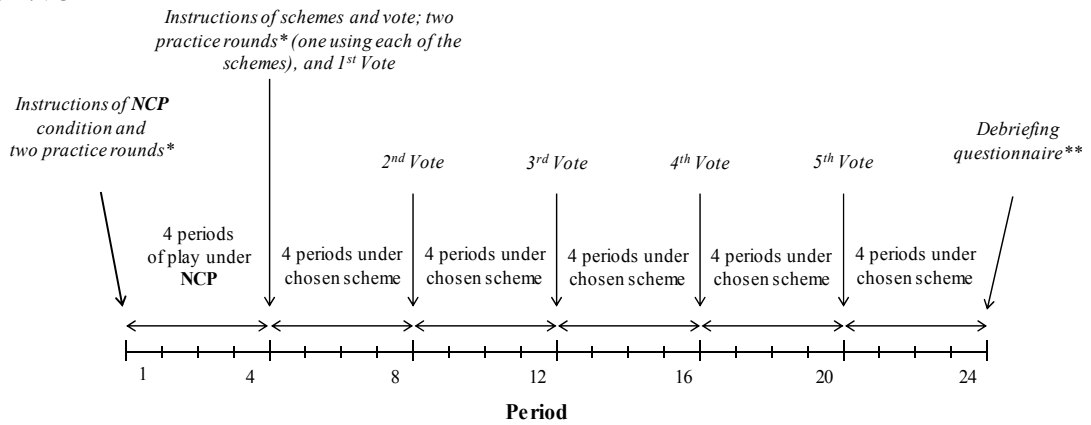 Instructions of schemes and vote; two
practice rounds* (one using each of the
schemes), and 1st Vote
Instructions of NCP
condition and
two practice rounds*
2nd Vote
3rd Vote
4th Vote
5th Vote
Debriefing
questionnaire**
4 periods
of play under
NCP
4 periods under
chosen scheme
4 periods under
chosen scheme
4 periods under
chosen scheme
4 periods under
chosen scheme
4 periods under
chosen scheme
1
4
8
12
16
20
24
Period